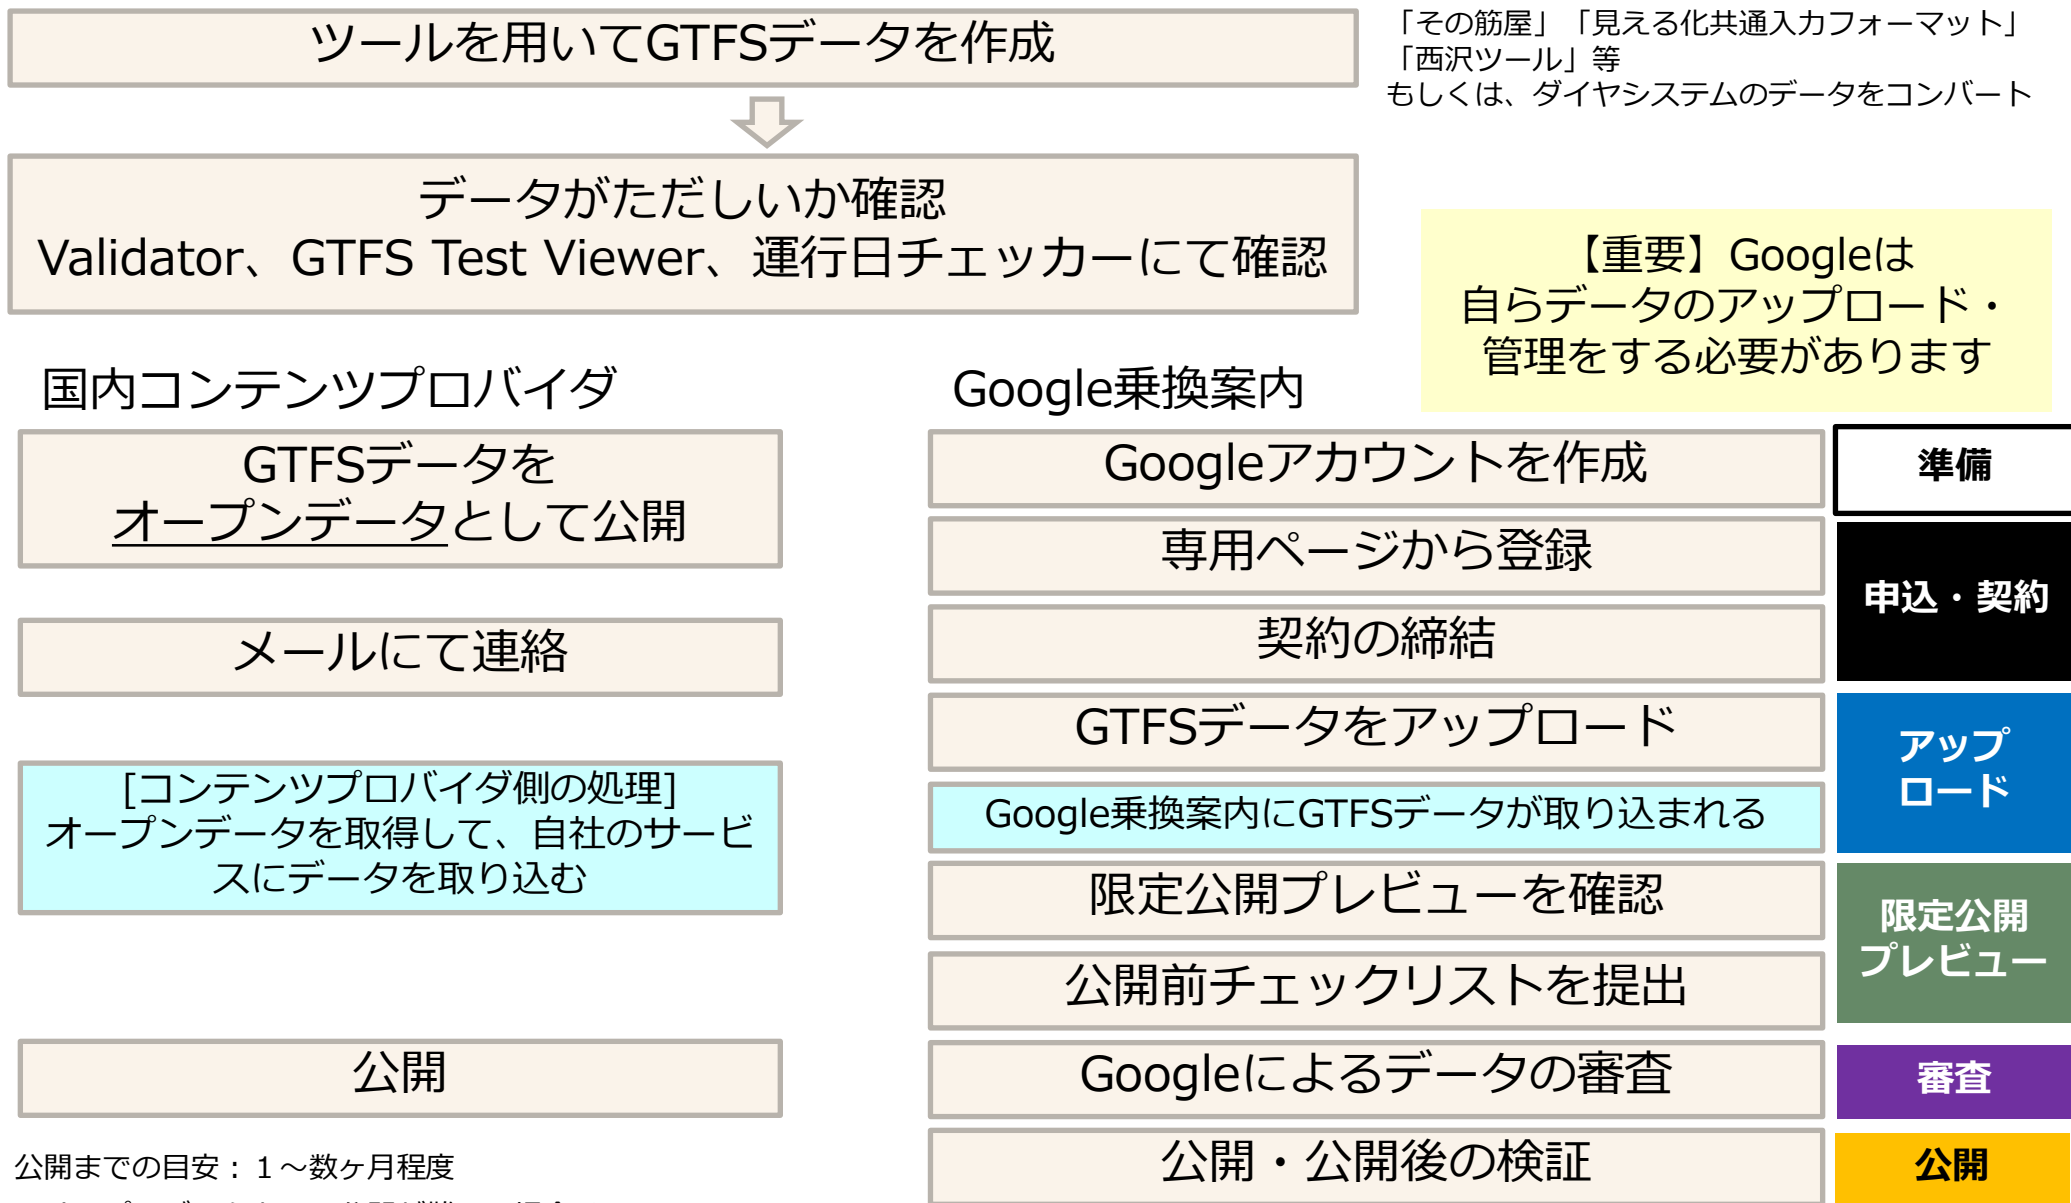 ツールを用いてGTFSデータを作成
「その筋屋」「見える化共通入力フォーマット」
「西沢ツール」等
もしくは、ダイヤシステムのデータをコンバート
データがただしいか確認
Validator、GTFS Test Viewer、運行日チェッカーにて確認
【重要】Googleは
自らデータのアップロード・
管理をする必要があります
国内コンテンツプロバイダ
GTFSデータを
オープンデータとして公開
メールにて連絡
[コンテンツプロバイダ側の処理]
オープンデータを取得して、自社のサービ
スにデータを取り込む
公開
公開までの目安：１～数ヶ月程度
Google乗換案内
Googleアカウントを作成
準備
専用ページから登録
契約の締結
申込・契約
GTFSデータをアップロード
Google乗換案内にGTFSデータが取り込まれる
アップ
ロード
限定公開プレビューを確認
公開前チェックリストを提出
限定公開
プレビュー
Googleによるデータの審査
審査
公開・公開後の検証
公開